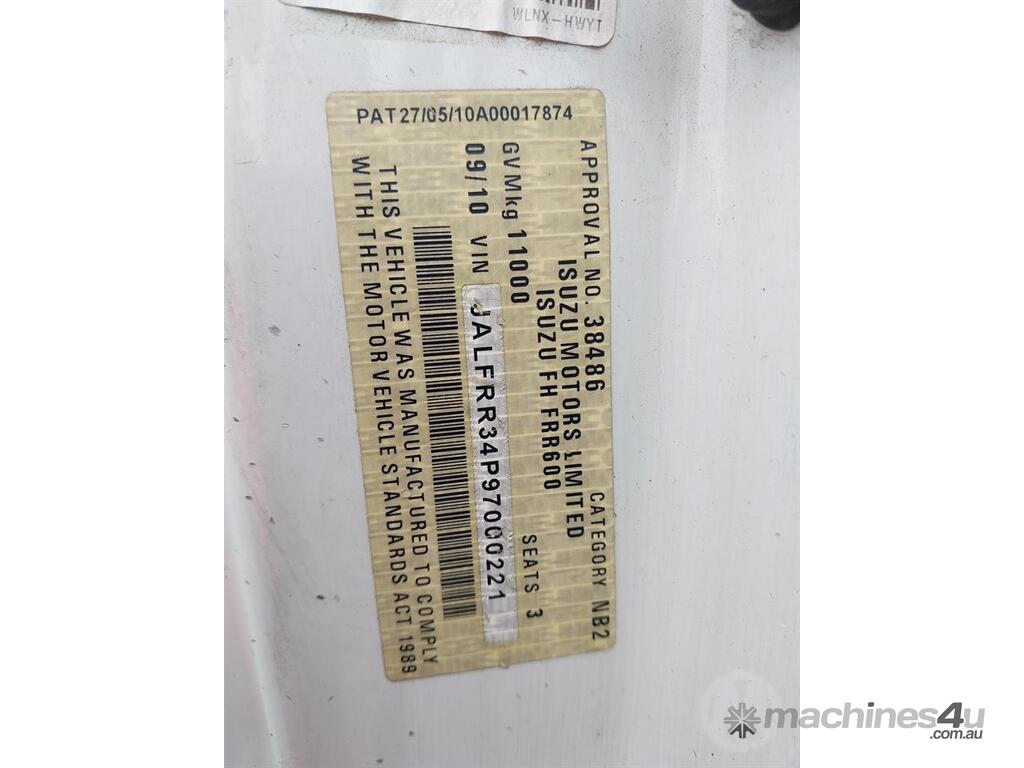 WLNX-HWYT
PAT27/05/10A00017874
APPROVAL NO. 38486 CATEGORY NB2
ISUZU MOTORS LIMITED
ISUZU FH FRR600
GVMkg 11000 SEATS 3
09/10 VIN JALFRR34P97000221
THIS VEHICLE WAS MANUFACTURED TO COMPLY
WITH THE MOTOR VEHICLE STANDARDS ACT 1989
machines4u
.com.au